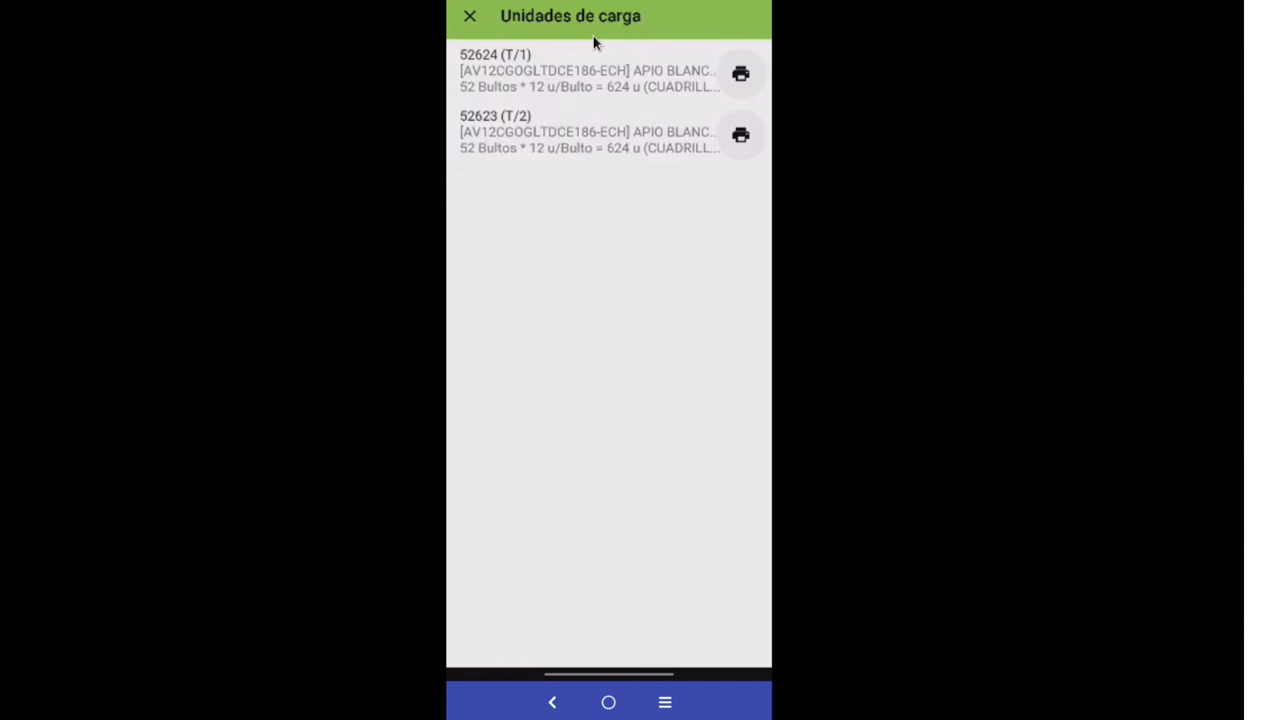 Unidades de carga
52624 (T/1)
[AV12CGOGLTDCE186-ECH] APIO BLANC...
52 Bultos * 12 u/Bulto = 624 u (CUADRILL...
52623 (T/2)
[AV12CGOGLTDCE186-ECH] APIO BLANC...
52 Bultos * 12 u/Bulto = 624 u (CUADRILL...